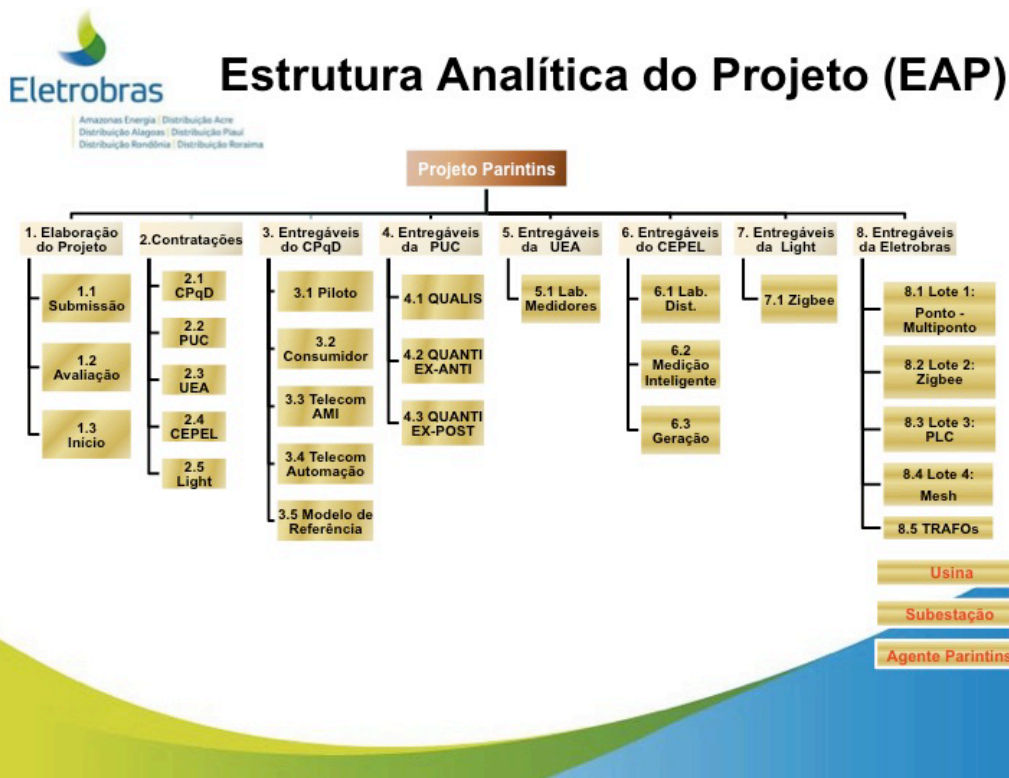 Eletrobras
Amazonas Energia | Distribuição Acre
Distribuição Alagoas | Distribuição Piauí
Distribuição Rondônia | Distribuição Roraima
Estrutura Analítica do Projeto (EAP)
Projeto Parintins
1. Elaboração
do Projeto
1.1
Submissão
1.2
Avaliação
1.3
Início
2.Contratações
2.1
CPqD
2.2
PUC
2.3
UEA
2.4
CEPEL
2.5
Light
3. Entregáveis
do CPqD
3.1 Piloto
3.2
Consumidor
3.3 Telecom
AMI
3.4 Telecom
Automação
3.5 Modelo de
Referência
4. Entregáveis
da PUC
4.1 QUALIS
4.2 QUANTI
EX-ANTI
4.3 QUANTI
EX-POST
5. Entregáveis
da UEA
5.1 Lab.
Medidores
6. Entregáveis
do CEPEL
6.1 Lab.
Dist.
6.2
Medição
Inteligente
6.3
Geração
7. Entregáveis
da Light
7.1 Zigbee
8. Entregáveis
da Eletrobras
8.1 Lote 1:
Ponto -
Multiponto
8.2 Lote 2:
Zigbee
8.3 Lote 3:
PLC
8.4 Lote 4:
Mesh
8.5 TRAFOs
Usina
Subestação
Agente Parintins